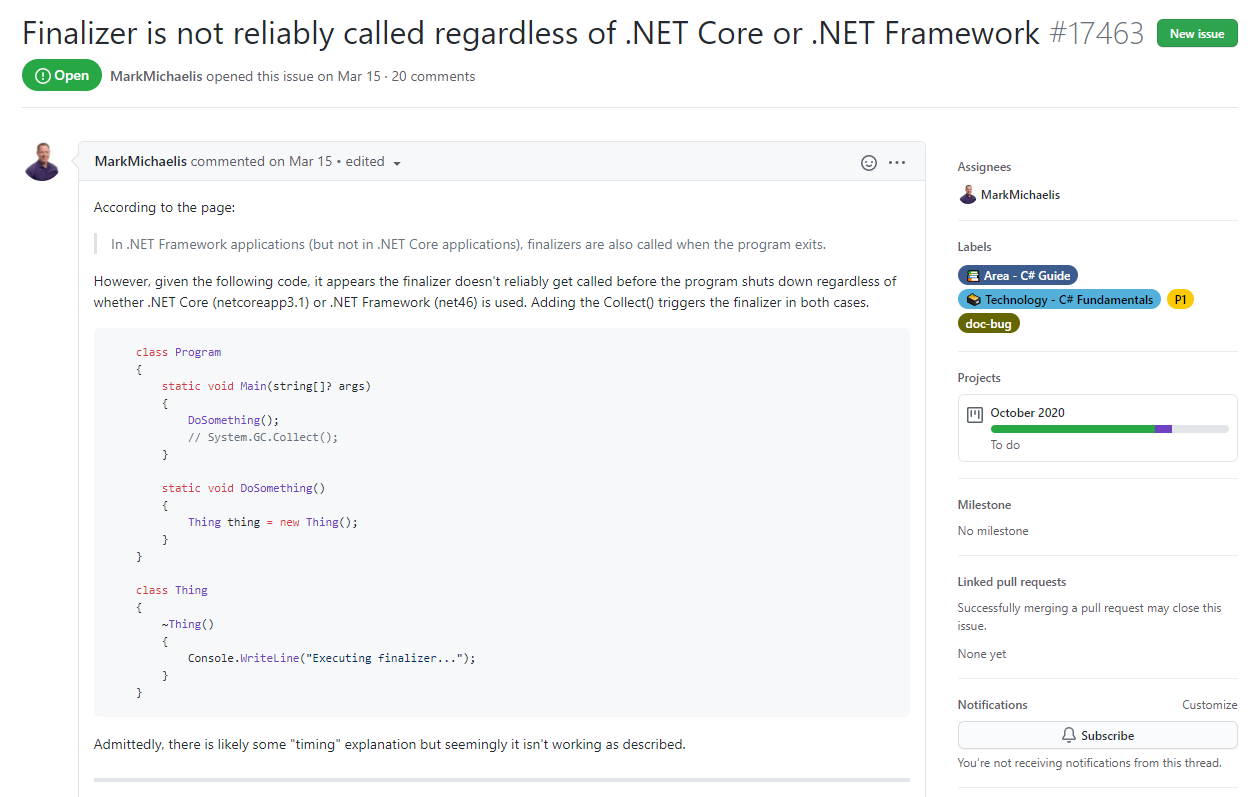 Finalizer is not reliably called regardless of .NET Core or .NET Framework #17463
New issue
Open
MarkMichaelis opened this issue on Mar 15 · 20 comments
MarkMichaelis commented on Mar 15 • edited
According to the page:
In .NET Framework applications (but not in .NET Core applications), finalizers are also called when the program exits.
However, given the following code, it appears the finalizer doesn't reliably get called before the program shuts down regardless of
whether .NET Core (netcoreapp3.1) or .NET Framework (net46) is used. Adding the Collect() triggers the finalizer in both cases.
class Program
{
static void Main(string[]? args)
{
DoSomething();
// System.GC.Collect();
}
static void DoSomething()
{
Thing thing = new Thing();
}
}
class Thing
{
~Thing()
{
Console.WriteLine("Executing finalizer...");
}
}
Admittedly, there is likely some "timing" explanation but seemingly it isn't working as described.
Assignees
MarkMichaelis
Labels
Area - C# Guide
Technology - C# Fundamentals
P1
doc-bug
Projects
October 2020
To do
Milestone
No milestone
Linked pull requests
Successfully merging a pull request may close this
issue.
None yet
Notifications
Customize
Subscribe
You're not receiving notifications from this thread.